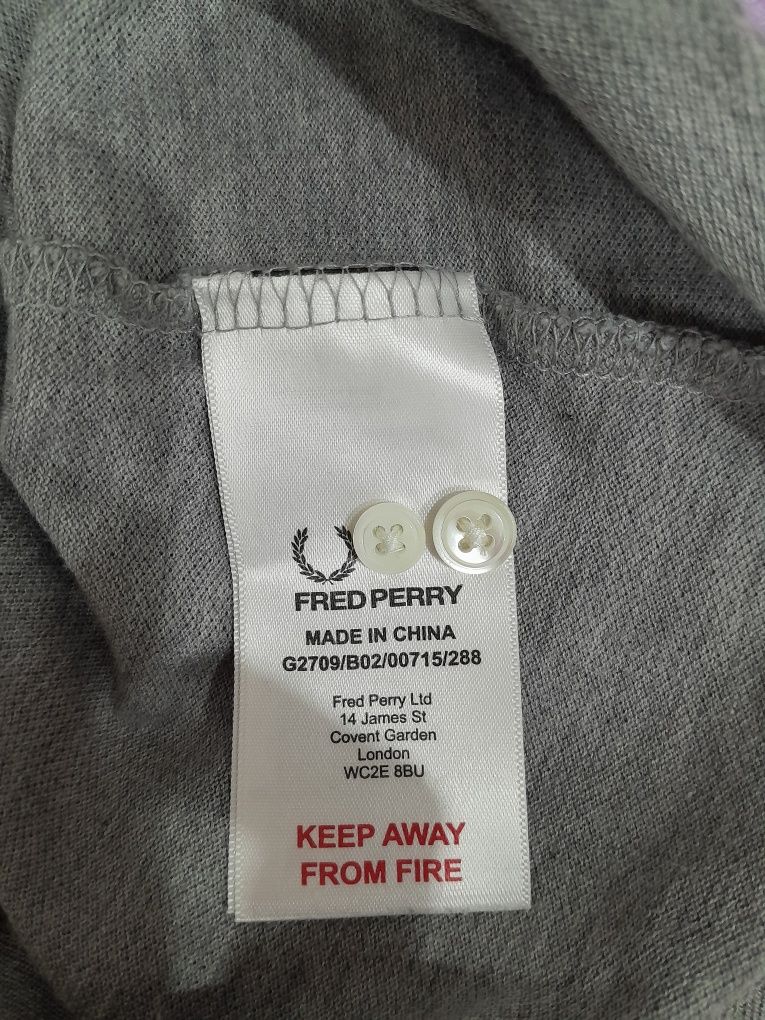 FRED PERRY
MADE IN CHINA
G2709/B02/00715/288
Fred Perry Ltd
14 James St
Covent Garden
London
WC2E 8BU
KEEP AWAY
FROM FIRE